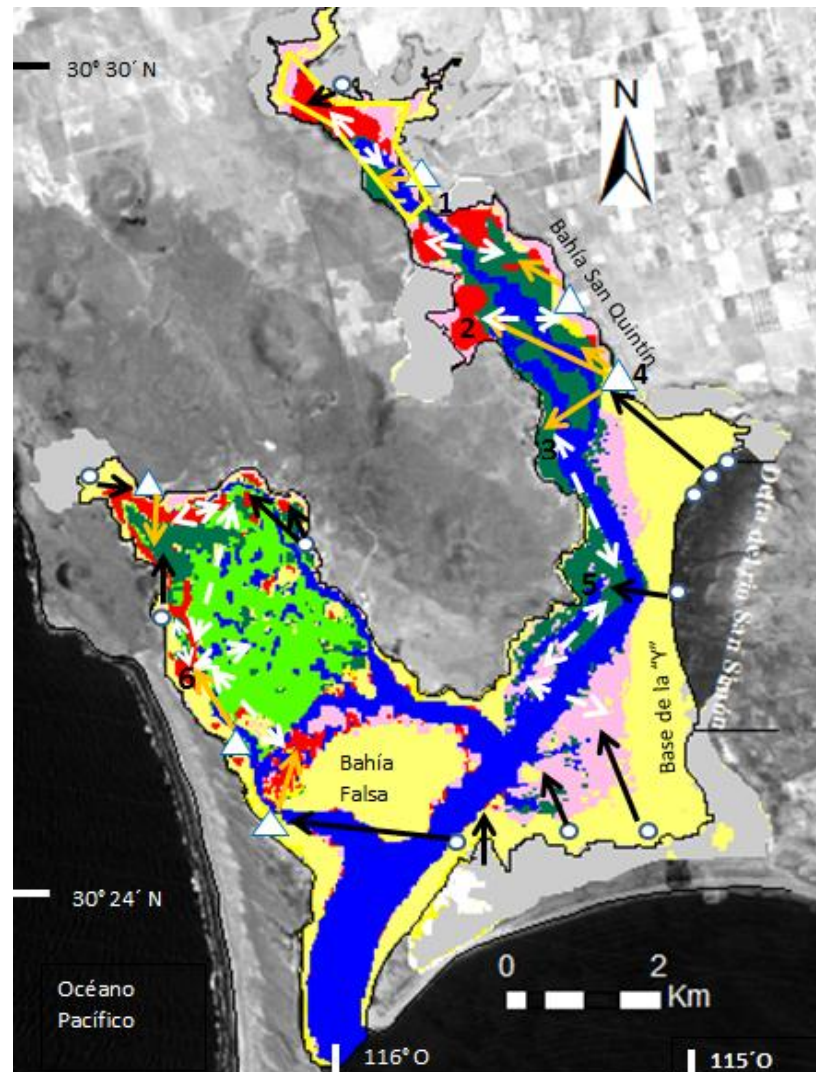 30° 30´ N
N
1
Bahía San Quintín
2
4
3
Delta del río San Simón
5
6
Base de la "Y"
Bahía
Falsa
30° 24´ N
0 2
Km
Océano
Pacífico
116° O
115´O